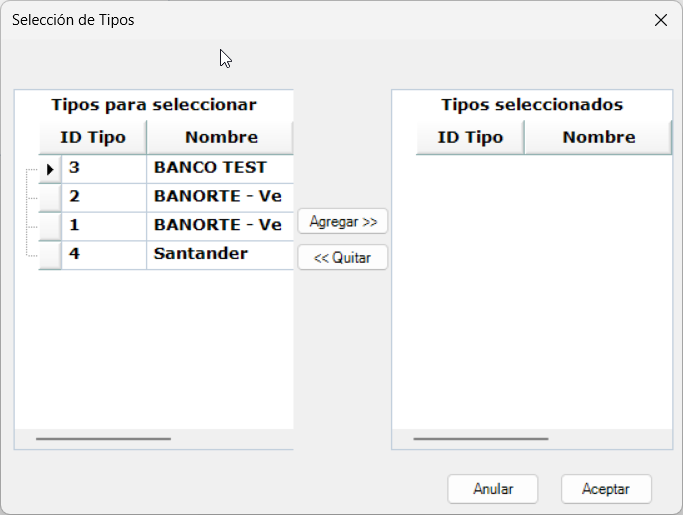 Selección de Tipos
Tipos para seleccionar
ID Tipo Nombre
3 BANCO TEST
2 BANORTE - Ve
1 BANORTE - Ve
4 Santander
Agregar >>
<< Quitar
Tipos seleccionados
ID Tipo Nombre
Anular Aceptar